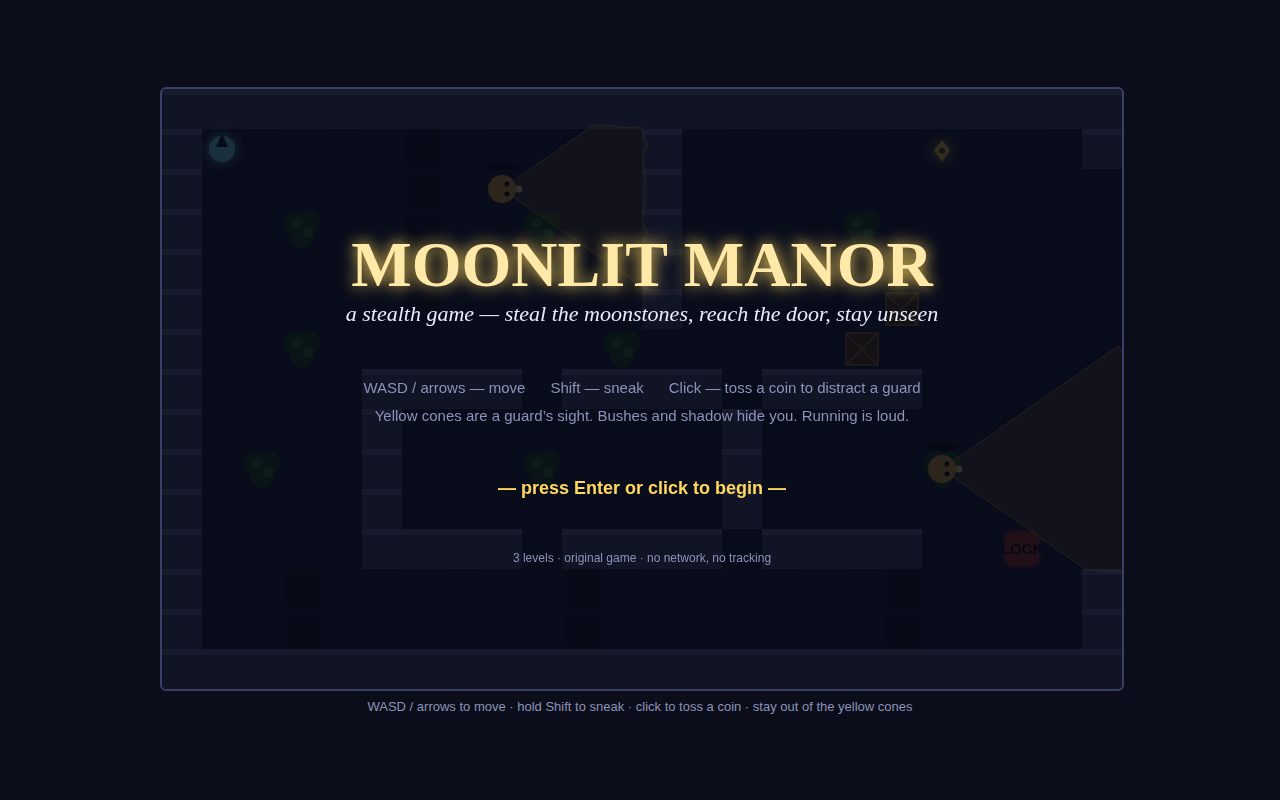 MOONLIT MANOR
a stealth game — steal the moonstones, reach the door, stay unseen
WASD / arrows — move Shift — sneak Click — toss a coin to distract a guard
Yellow cones are a guard’s sight. Bushes and shadow hide you. Running is loud.
— press Enter or click to begin —
LOCK
3 levels · original game · no network, no tracking
WASD / arrows to move · hold Shift to sneak · click to toss a coin · stay out of the yellow cones